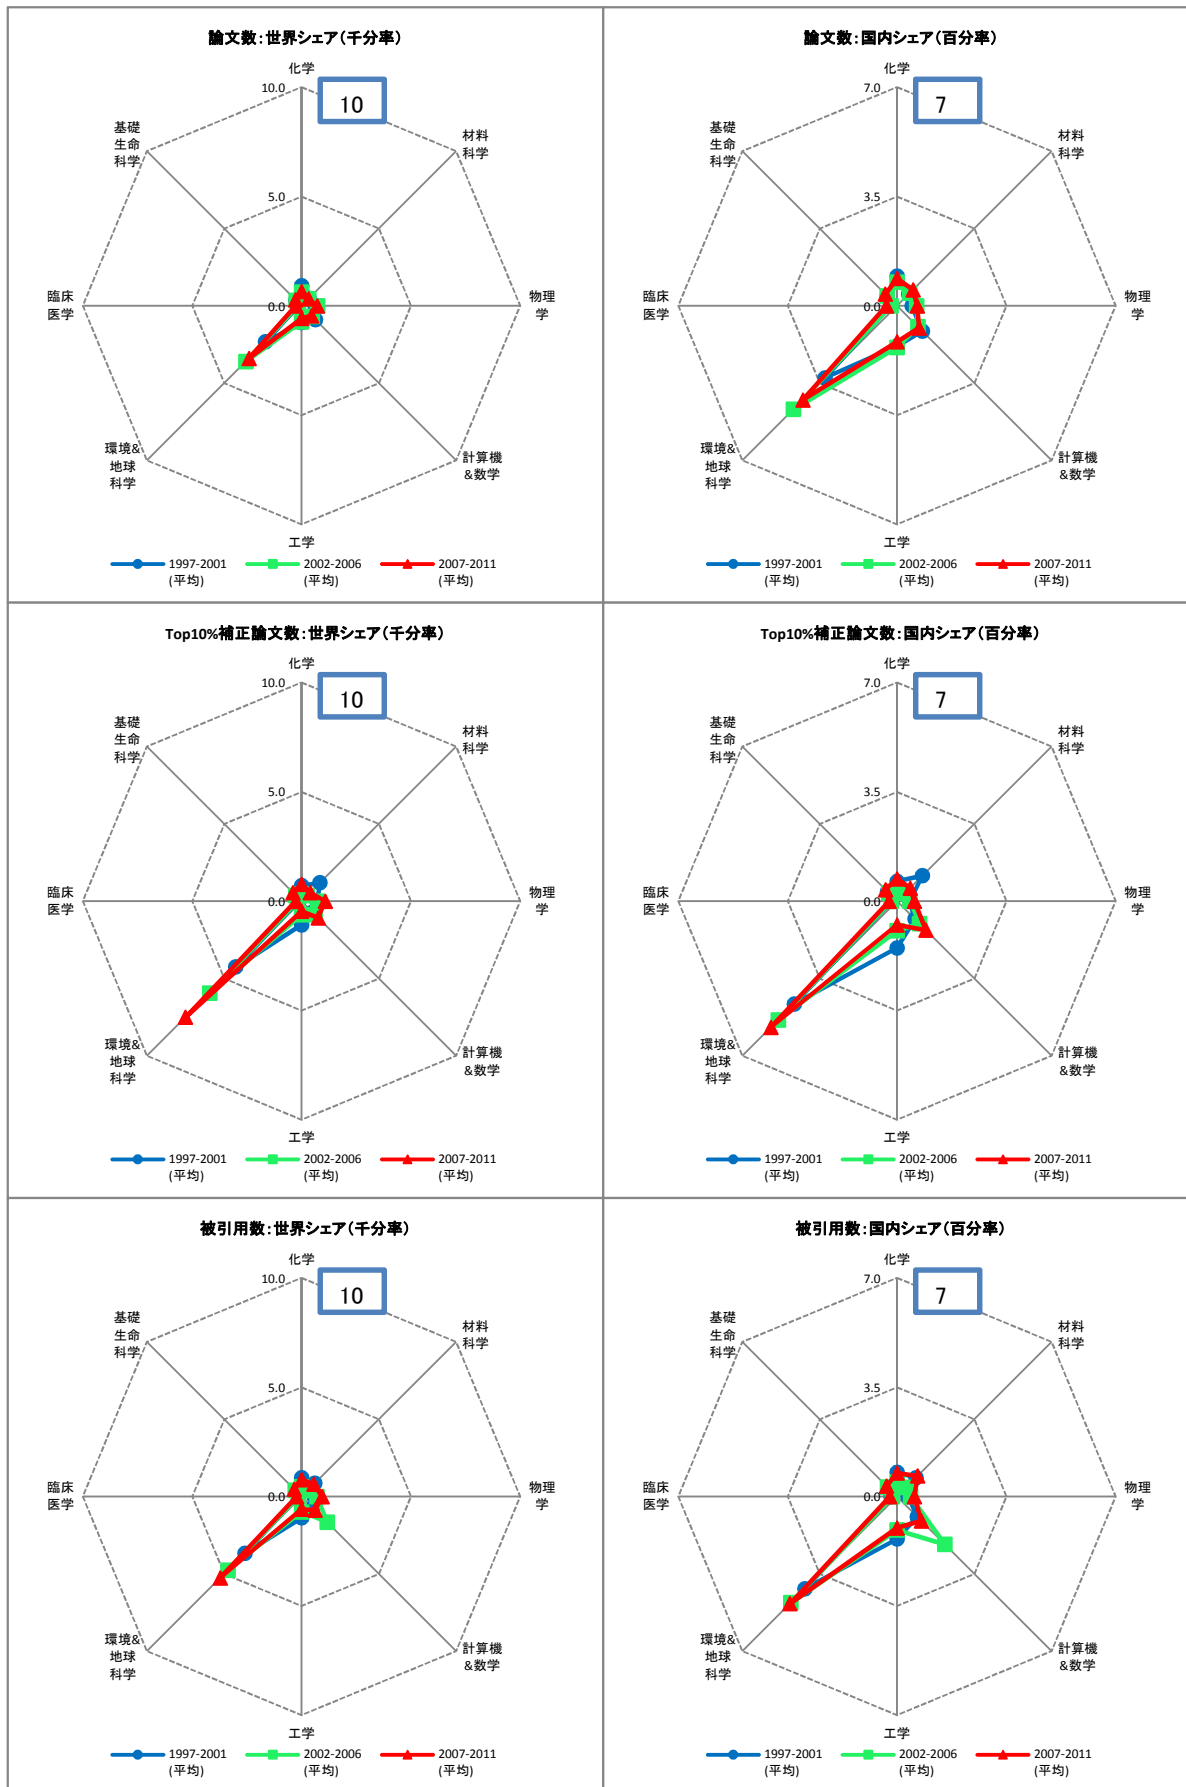 論文数：世界シェア（千分率）
化学
10.0
10
基礎
生命
科学
材料
科学
5.0
臨床
医学
0.0
物理
学
環境&
地球
科学
計算機
&数学
工学
1997-2001
(平均)
2002-2006
(平均)
2007-2011
(平均)
論文数：国内シェア（百分率）
化学
7.0
7
基礎
生命
科学
材料
科学
3.5
臨床
医学
0.0
物理
学
環境&
地球
科学
計算機
&数学
工学
1997-2001
(平均)
2002-2006
(平均)
2007-2011
(平均)
Top10%補正論文数：世界シェア（千分率）
化学
10.0
10
基礎
生命
科学
材料
科学
5.0
臨床
医学
0.0
物理
学
環境&
地球
科学
計算機
&数学
工学
1997-2001
(平均)
2002-2006
(平均)
2007-2011
(平均)
Top10%補正論文数：国内シェア（百分率）
化学
7.0
7
基礎
生命
科学
材料
科学
3.5
臨床
医学
0.0
物理
学
環境&
地球
科学
計算機
&数学
工学
1997-2001
(平均)
2002-2006
(平均)
2007-2011
(平均)
被引用数：世界シェア（千分率）
化学
10.0
10
基礎
生命
科学
材料
科学
5.0
臨床
医学
0.0
物理
学
環境&
地球
科学
計算機
&数学
工学
1997-2001
(平均)
2002-2006
(平均)
2007-2011
(平均)
被引用数：国内シェア（百分率）
化学
7.0
7
基礎
生命
科学
材料
科学
3.5
臨床
医学
0.0
物理
学
環境&
地球
科学
計算機
&数学
工学
1997-2001
(平均)
2002-2006
(平均)
2007-2011
(平均)